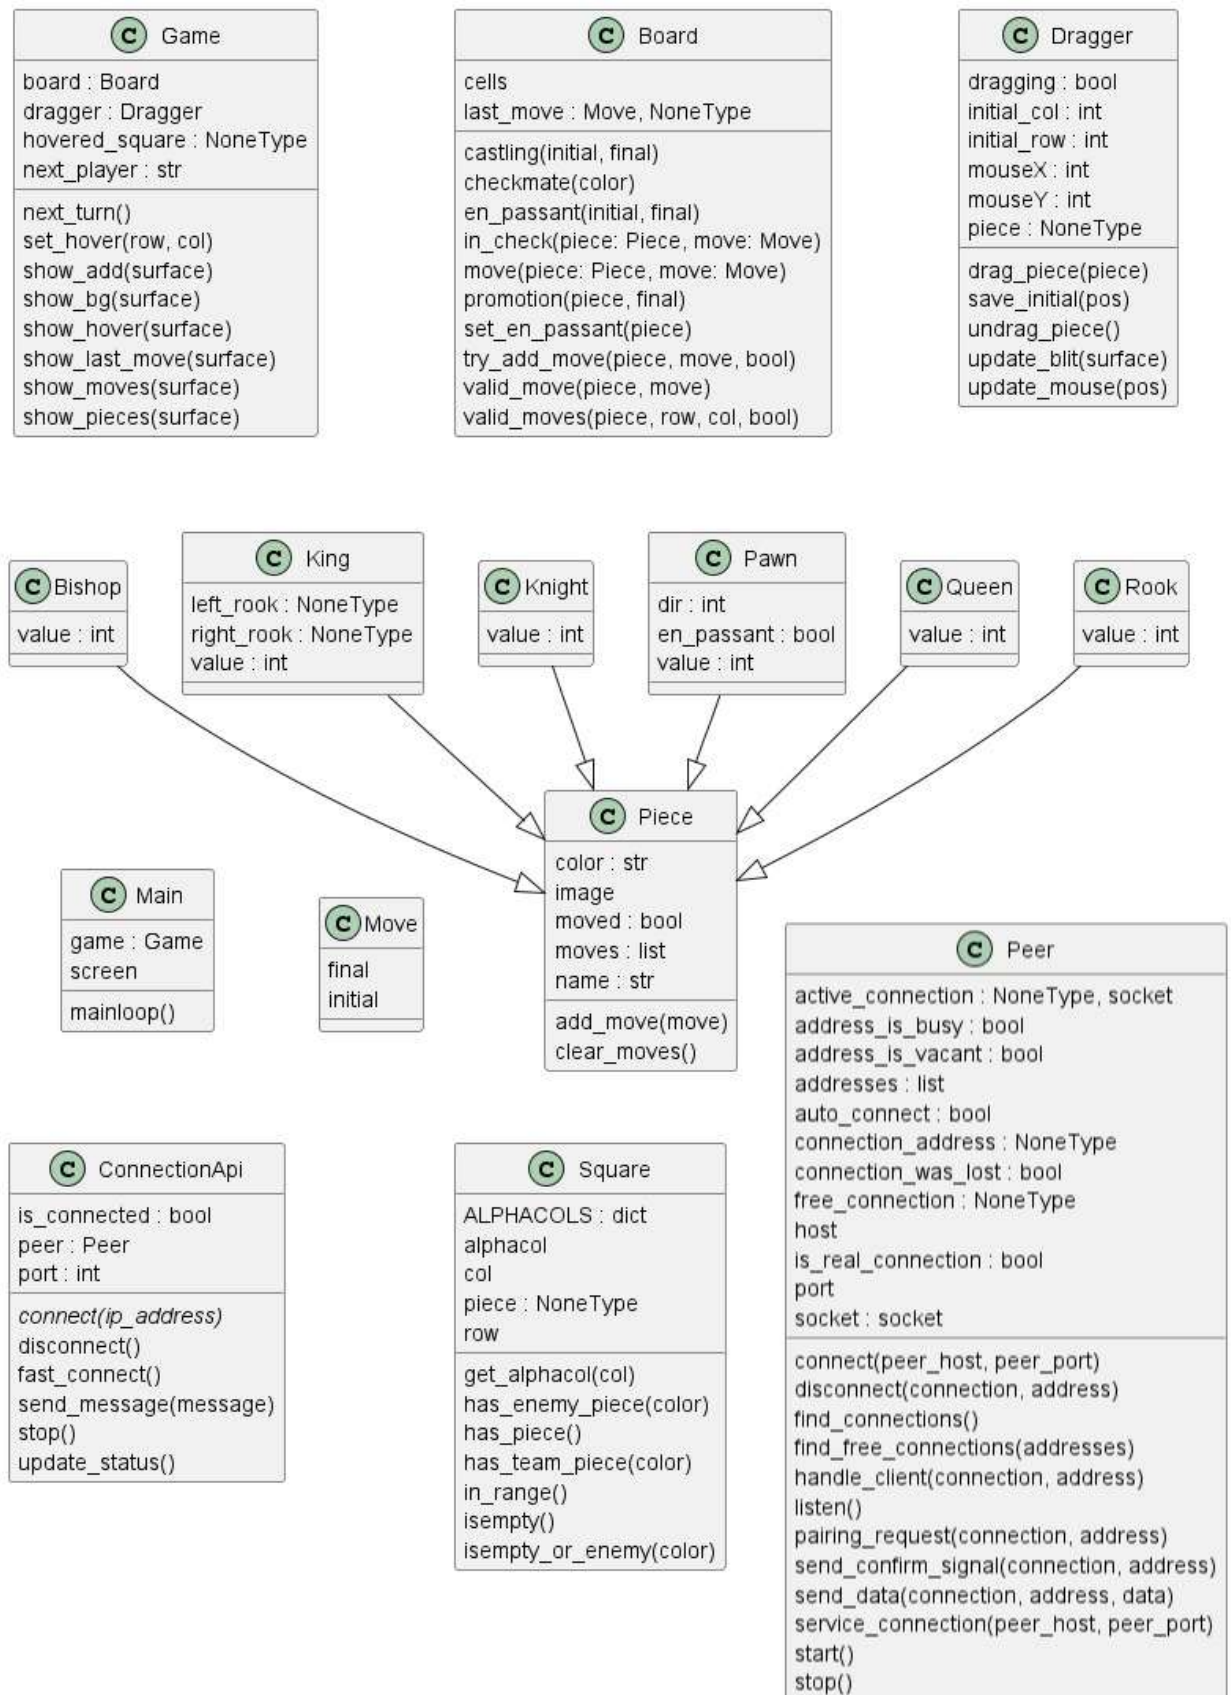 C Game
board : Board
dragger : Dragger
hovered_square : NoneType
next_player : str
next_turn()
set_hover(row, col)
show_add(surface)
show_bg(surface)
show_hover(surface)
show_last_move(surface)
show_moves(surface)
show_pieces(surface)
C Board
cells
last_move : Move, NoneType
castling(initial, final)
checkmate(color)
en_passant(initial, final)
in_check(piece: Piece, move: Move)
move(piece: Piece, move: Move)
promotion(piece, final)
set_en_passant(piece)
try_add_move(piece, move, bool)
valid_move(piece, move)
valid_moves(piece, row, col, bool)
C Dragger
dragging : bool
initial_col : int
initial_row : int
mouseX : int
mouseY : int
piece : NoneType
drag_piece(piece)
save_initial(pos)
undrag_piece()
update_blit(surface)
update_mouse(pos)
C Bishop
value : int
C King
left_rook : NoneType
right_rook : NoneType
value : int
C Knight
value : int
C Pawn
dir : int
en_passant : bool
value : int
C Queen
value : int
C Rook
value : int
C Main
game : Game
screen
mainloop()
C Move
final
initial
C Piece
color : str
image
moved : bool
moves : list
name : str
add_move(move)
clear_moves()
C Peer
active_connection : NoneType, socket
address_is_busy : bool
address_is_vacant : bool
addresses : list
auto_connect : bool
connection_address : NoneType
connection_was_lost : bool
free_connection : NoneType
host
is_real_connection : bool
port
socket : socket
connect(peer_host, peer_port)
disconnect(connection, address)
find_connections()
find_free_connections(addresses)
handle_client(connection, address)
listen()
pairing_request(connection, address)
send_confirm_signal(connection, address)
send_data(connection, address, data)
service_connection(peer_host, peer_port)
start()
stop()
C ConnectionApi
is_connected : bool
peer : Peer
port : int
connect(ip_address)
disconnect()
fast_connect()
send_message(message)
stop()
update_status()
C Square
ALPHACOLS : dict
alphacol
col
piece : NoneType
row
get_alphacol(col)
has_enemy_piece(color)
has_piece()
has_team_piece(color)
in_range()
isempty()
isempty_or_enemy(color)